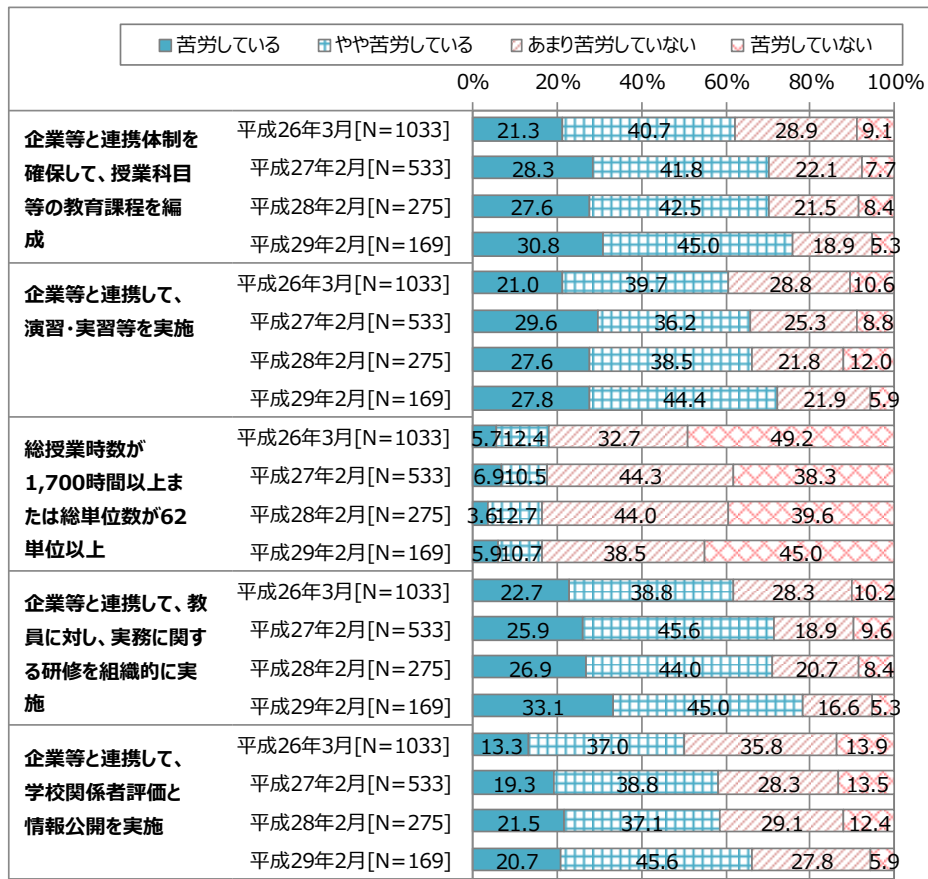 苦労している やや苦労している あまり苦労していない 苦労していない
0% 20% 40% 60% 80% 100%
企業等と連携体制を
確保して、授業科目
等の教育課程を編
成
平成26年3月[N=1033] 21.3 40.7 28.9 9.1
平成27年2月[N=533] 28.3 41.8 22.1 7.7
平成28年2月[N=275] 27.6 42.5 21.5 8.4
平成29年2月[N=169] 30.8 45.0 18.9 5.3
企業等と連携して、
演習・実習等を実施
平成26年3月[N=1033] 21.0 39.7 28.8 10.6
平成27年2月[N=533] 29.6 36.2 25.3 8.8
平成28年2月[N=275] 27.6 38.5 21.8 12.0
平成29年2月[N=169] 27.8 44.4 21.9 5.9
総授業時数が
1,700時間以上ま
たは総単位数が62
単位以上
平成26年3月[N=1033] 5.7 12.4 32.7 49.2
平成27年2月[N=533] 6.9 10.5 44.3 38.3
平成28年2月[N=275] 3.6 12.7 44.0 39.6
平成29年2月[N=169] 5.9 10.7 38.5 45.0
企業等と連携して、教
員に対し、実務に関す
る研修を組織的に実
施
平成26年3月[N=1033] 22.7 38.8 28.3 10.2
平成27年2月[N=533] 25.9 45.6 18.9 9.6
平成28年2月[N=275] 26.9 44.0 20.7 8.4
平成29年2月[N=169] 33.1 45.0 16.6 5.3
企業等と連携して、
学校関係者評価と
情報公開を実施
平成26年3月[N=1033] 13.3 37.0 35.8 13.9
平成27年2月[N=533] 19.3 38.8 28.3 13.5
平成28年2月[N=275] 21.5 37.1 29.1 12.4
平成29年2月[N=169] 20.7 45.6 27.8 5.9